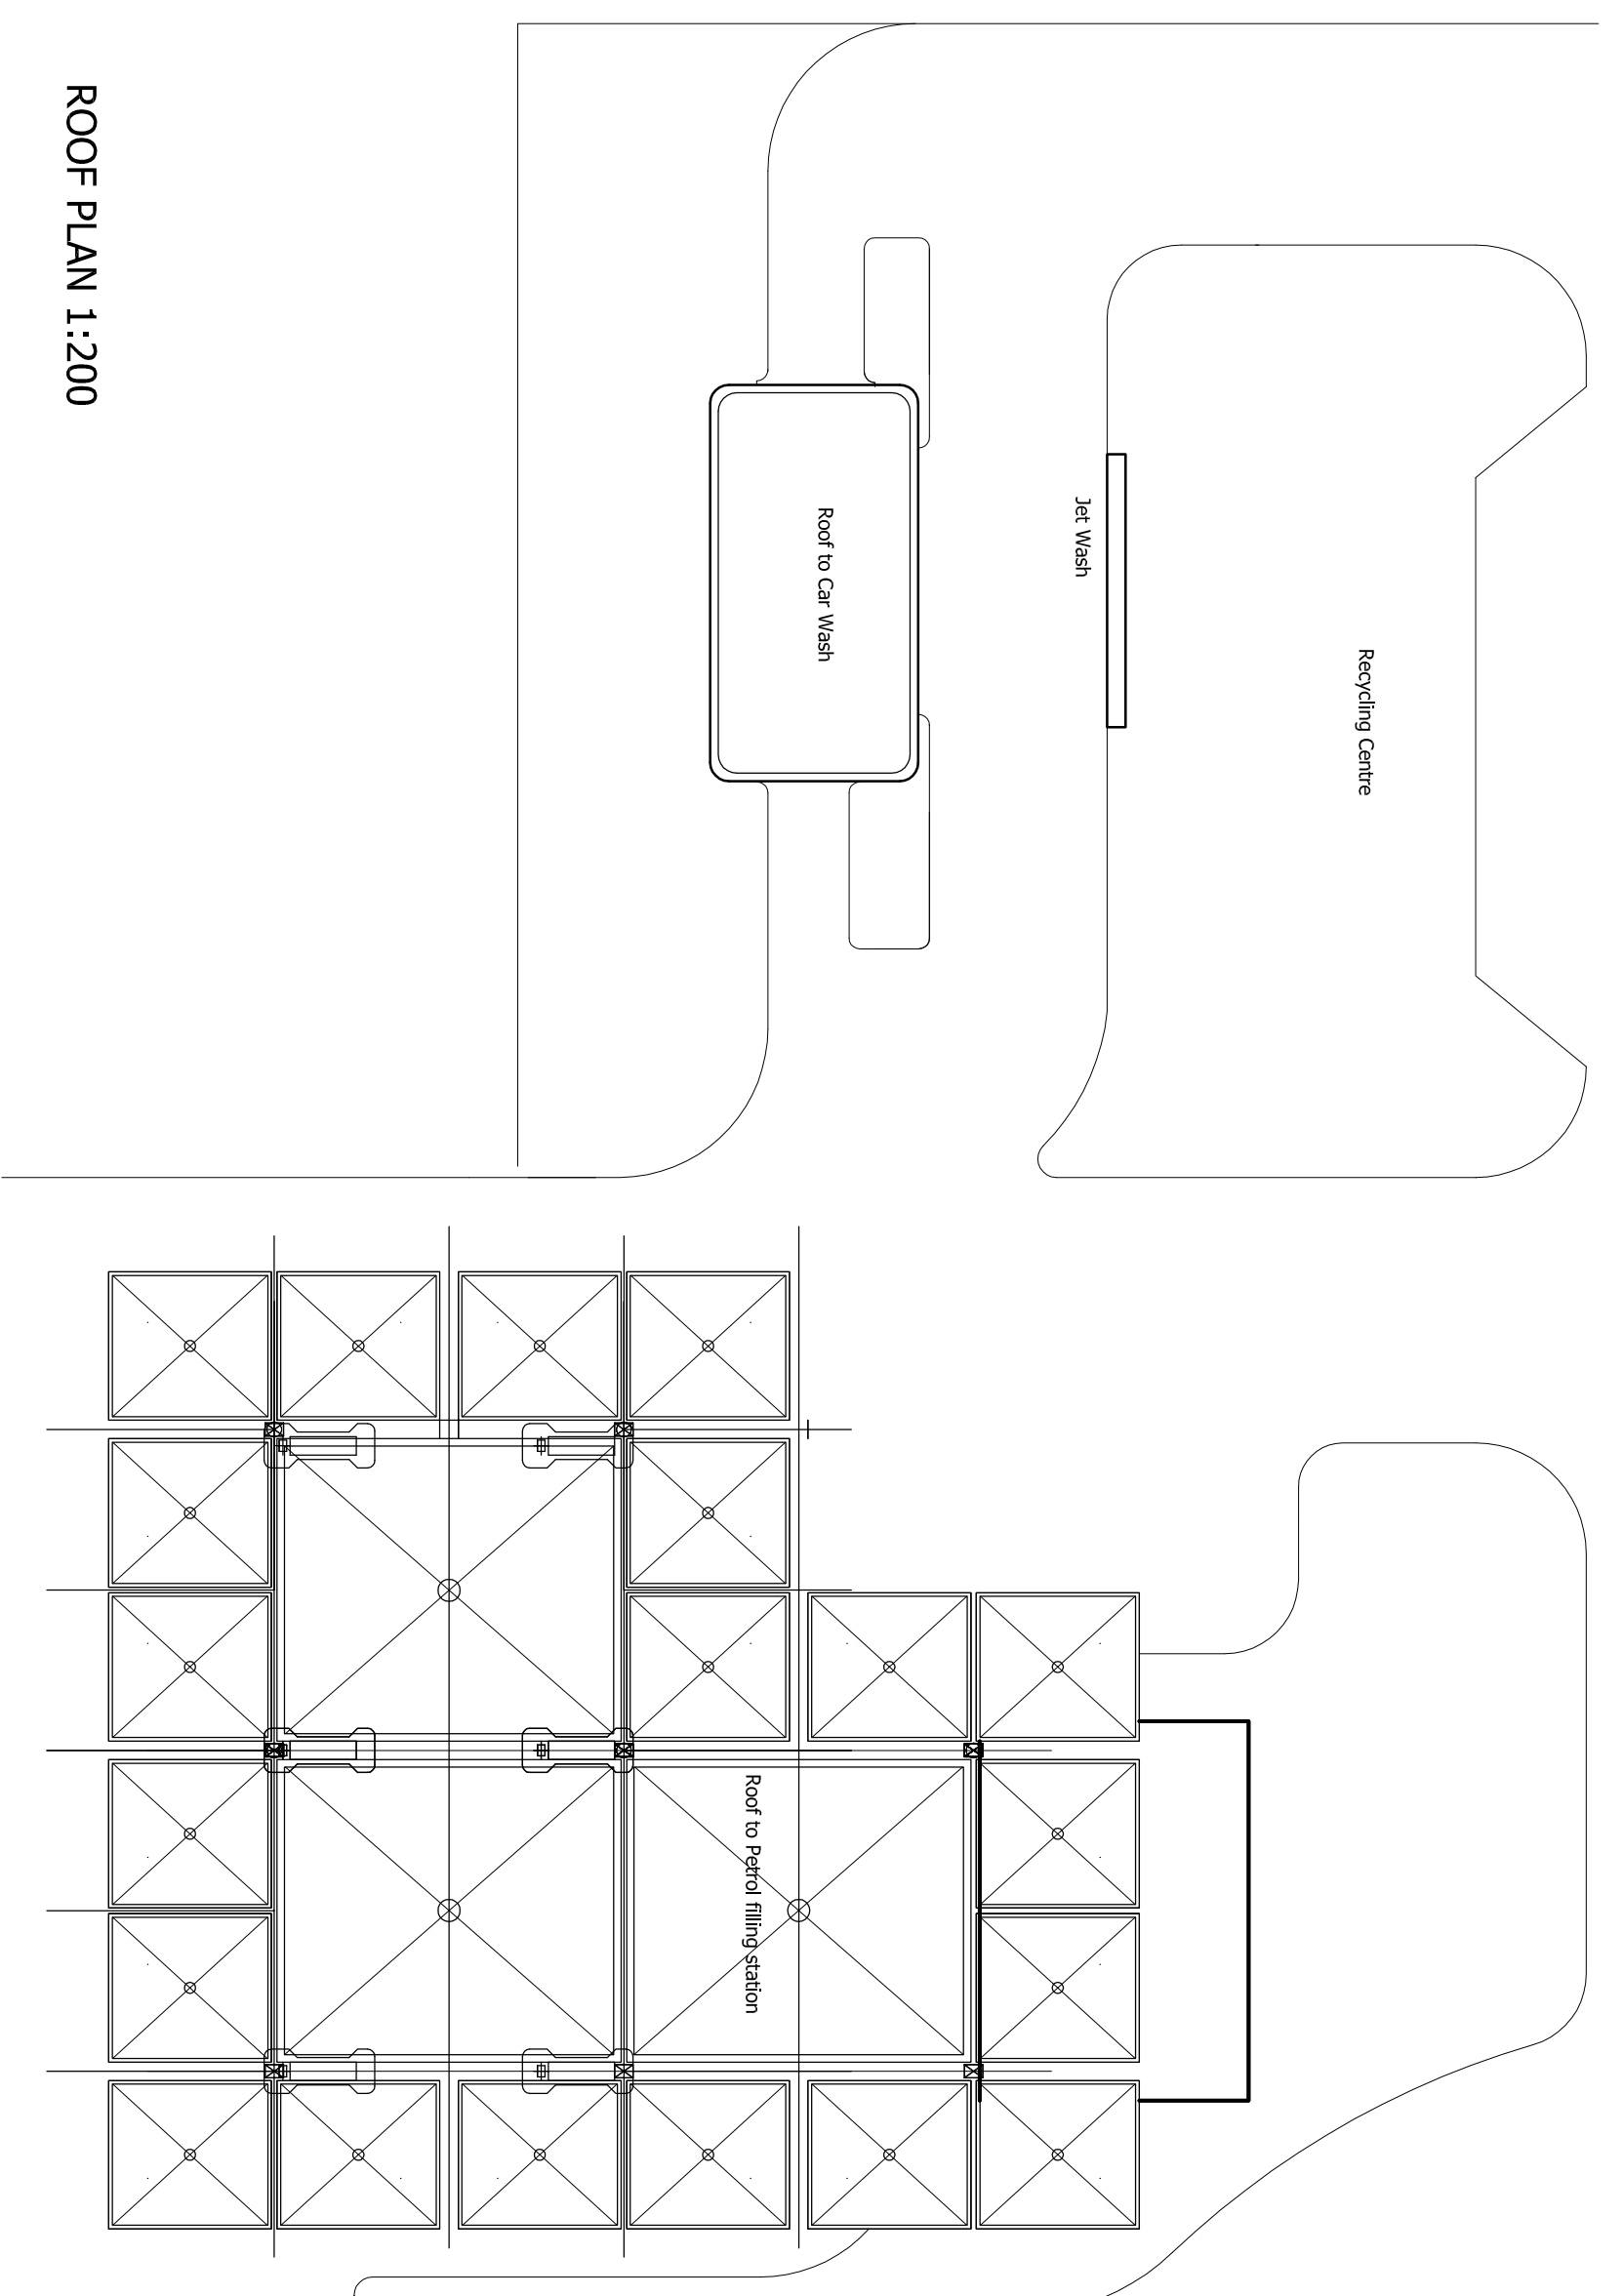 Recycling Centre
Jet Wash
Roof to Car Wash
Roof to Petrol filling station
ROOF PLAN 1:200